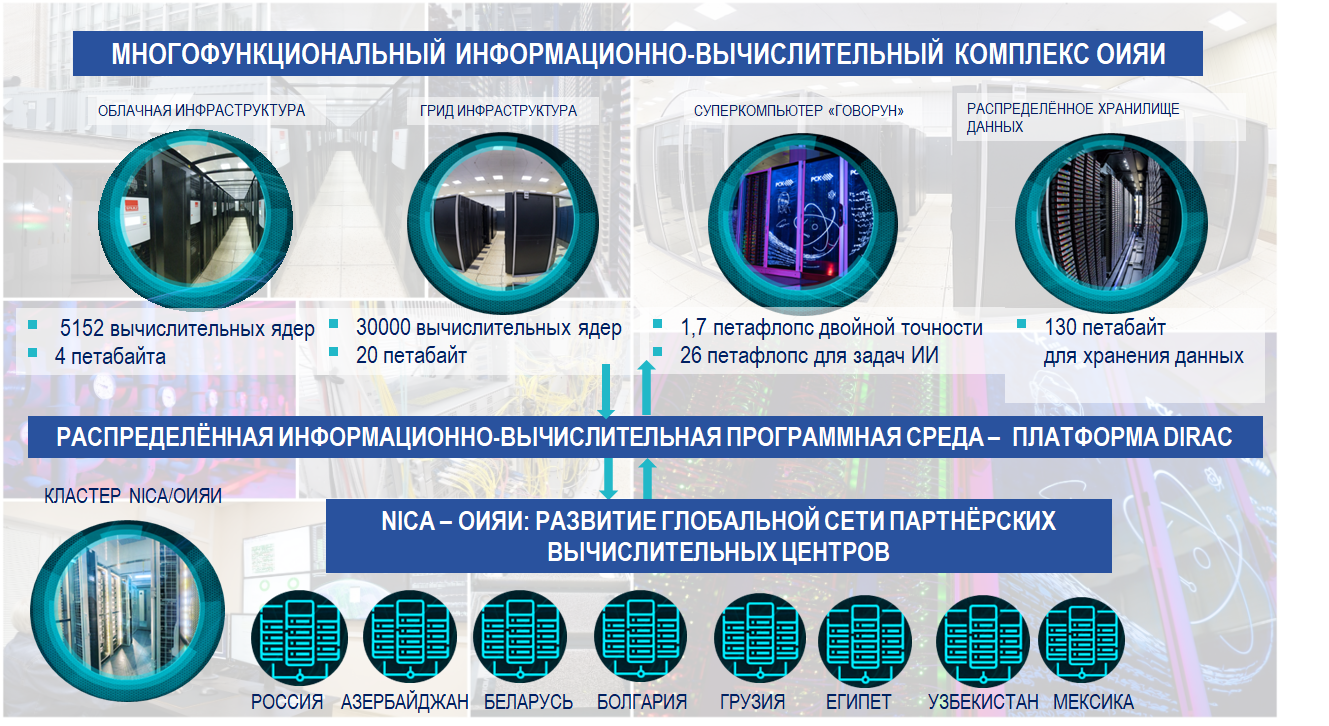 МНОГОФУНКЦИОНАЛЬНЫЙ ИНФОРМАЦИОННО-ВЫЧИСЛИТЕЛЬНЫЙ КОМПЛЕКС ОИЯИ
ОБЛАЧНАЯ ИНФРАСТРУКТУРА
ГРИД ИНФРАСТРУКТУРА
СУПЕРКОМПЬЮТЕР «ГОВОРУН»
РАСПРЕДЕЛЁННОЕ ХРАНИЛИЩЕ
ДАННЫХ
РСК
РСК
5152 вычислительных ядер
4 петабайта
30000 вычислительных ядер
20 петабайт
1,7 петафлопс двойной точности
26 петафлопс для задач ИИ
130 петабайт
для хранения данных
РАСПРЕДЕЛЁННАЯ ИНФОРМАЦИОННО-ВЫЧИСЛИТЕЛЬНАЯ ПРОГРАММНАЯ СРЕДА – ПЛАТФОРМА DIRAC
КЛАСТЕР NICA/ОИЯИ
NICA – ОИЯИ: РАЗВИТИЕ ГЛОБАЛЬНОЙ СЕТИ ПАРТНЁРСКИХ
ВЫЧИСЛИТЕЛЬНЫХ ЦЕНТРОВ
РОССИЯ
АЗЕРБАЙДЖАН
БЕЛАРУСЬ
БОЛГАРИЯ
ГРУЗИЯ
ЕГИПЕТ
УЗБЕКИСТАН
МЕКСИКА